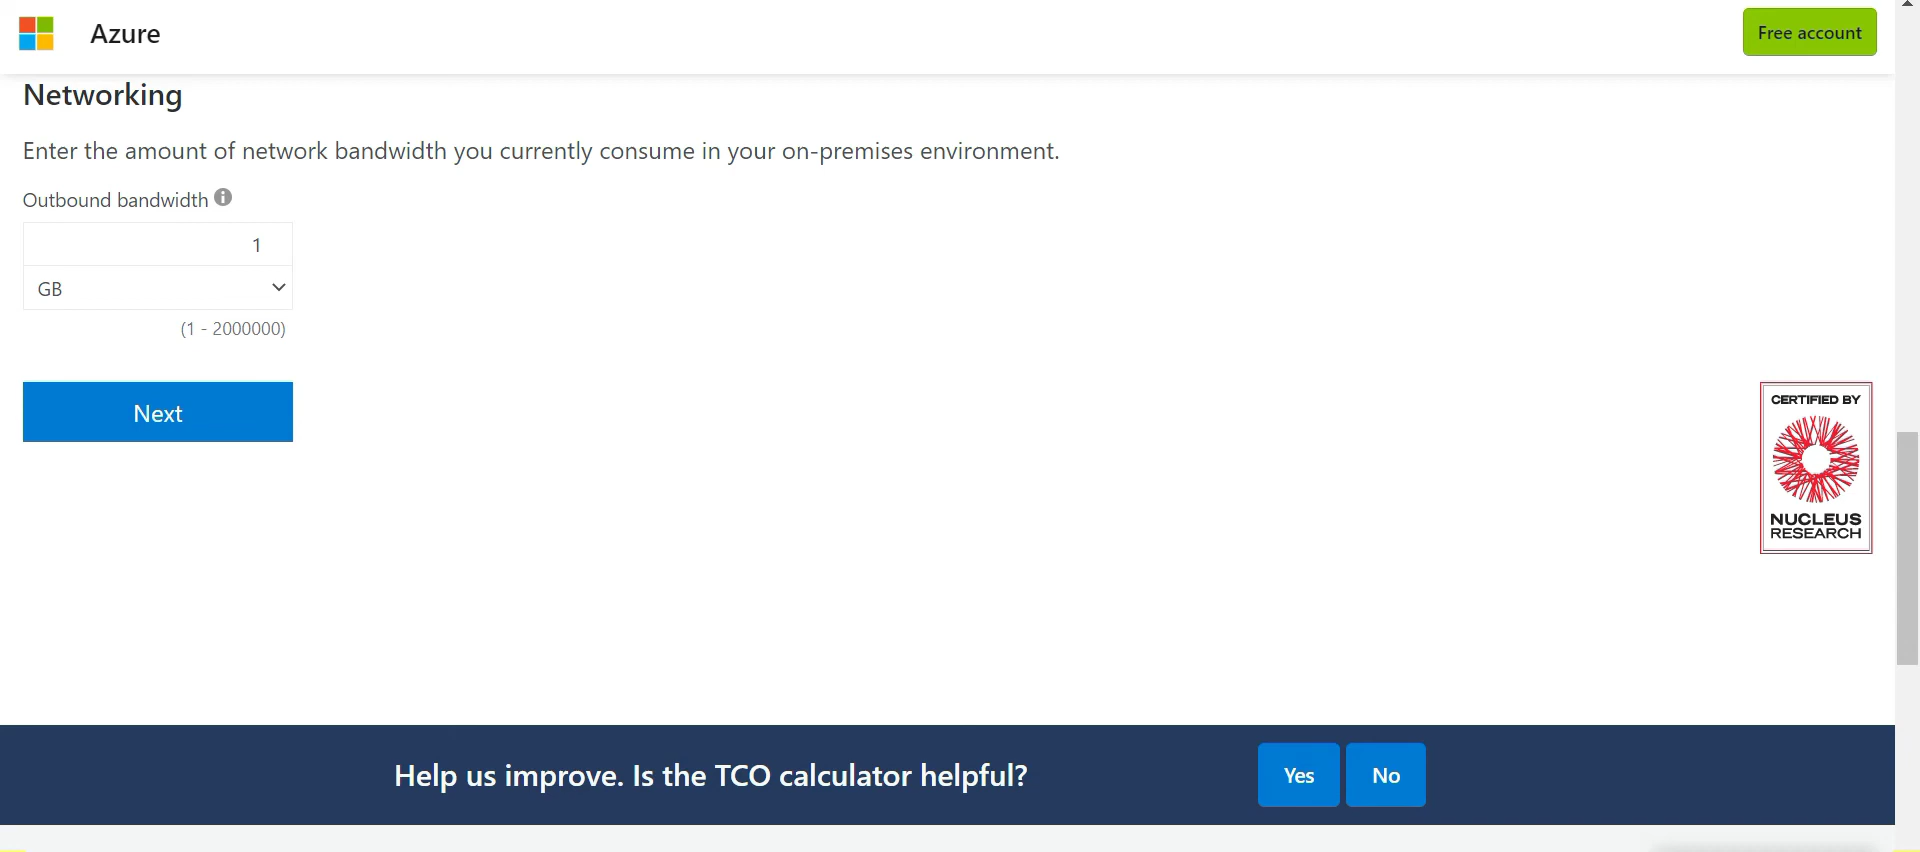 Azure
Free account
Networking
Enter the amount of network bandwidth you currently consume in your on-premises environment.
Outbound bandwidth
1
GB
(1 - 2000000)
Next
CERTIFIED BY
NUCLEUS
RESEARCH
Help us improve. Is the TCO calculator helpful?
Yes
No